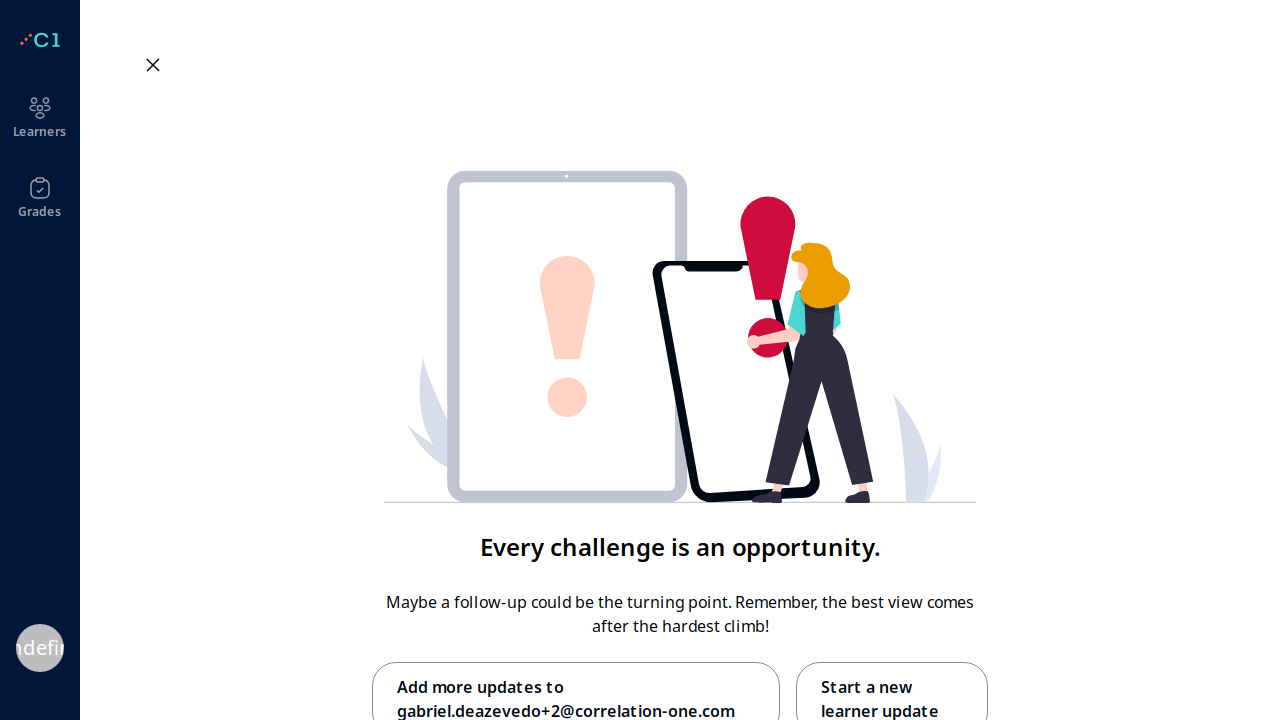 C1
Learners
Grades
ndefin
Every challenge is an opportunity.
Maybe a follow-up could be the turning point. Remember, the best view comes
after the hardest climb!
Add more updates to
gabriel.deazevedo+2@correlation-one.com
Start a new
learner update